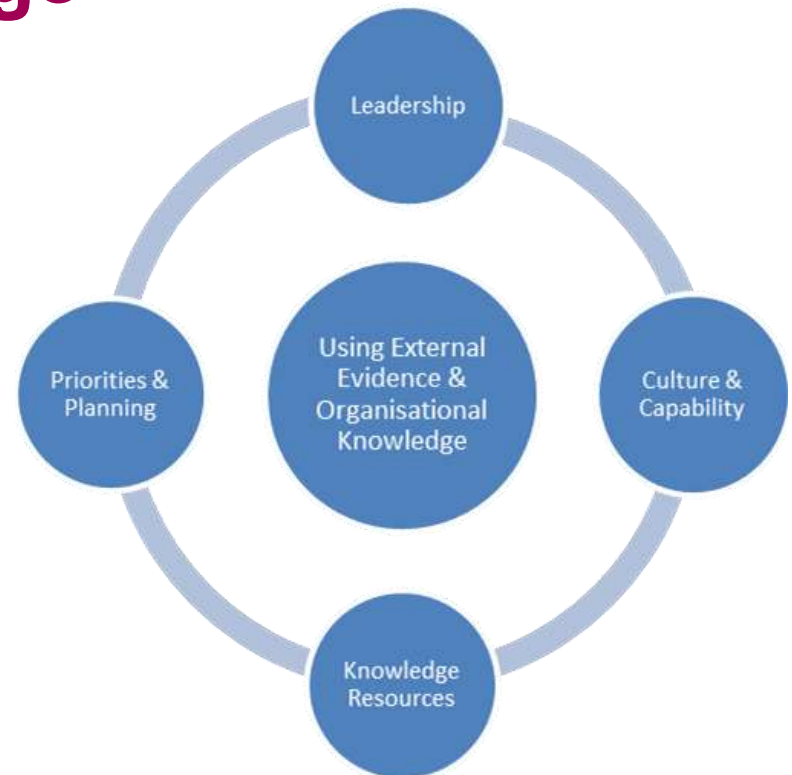 Leadership
Priorities &
Planning
Using External
Evidence &
Organisational
Knowledge
Culture &
Capability
Knowledge
Resources